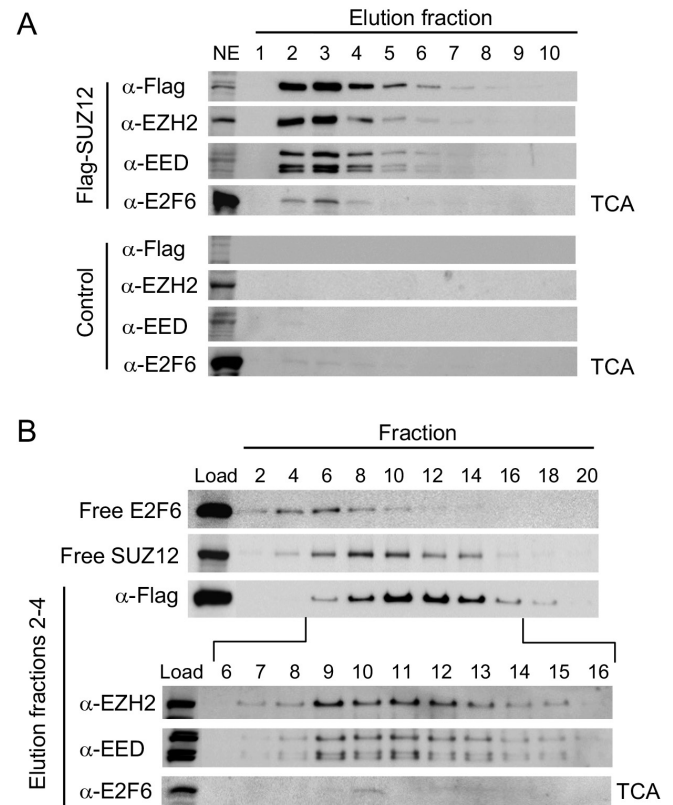 A
Elution fraction
NE 1 2 3 4 5 6 7 8 9 10
Flag-SUZ12
α-Flag
α-EZH2
α-EED
α-E2F6 TCA
Control
α-Flag
α-EZH2
α-EED
α-E2F6 TCA
B
Fraction
Load 2 4 6 8 10 12 14 16 18 20
Free E2F6
Free SUZ12
Elution fractions 2-4
α-Flag
Load 6 7 8 9 10 11 12 13 14 15 16
α-EZH2
α-EED
α-E2F6 TCA